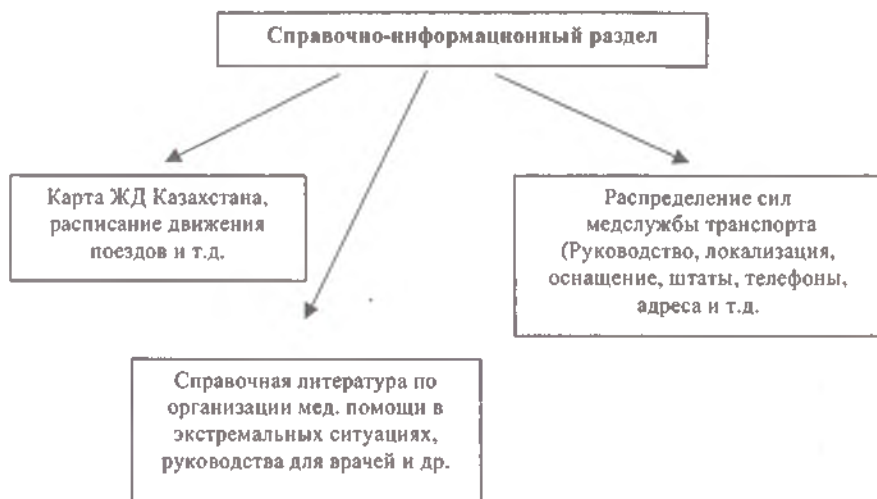 Справочно-информационный раздел
Карта ЖД Казахстана,
расписание движения
поездов и т.д.
Распределение сил
медслужбы транспорта
(Руководство, локализация,
оснащение, штаты, телефоны,
адреса и т.д.
Справочная литература по
организации мед. помощи в
экстремальных ситуациях,
руководства для врачей и др.